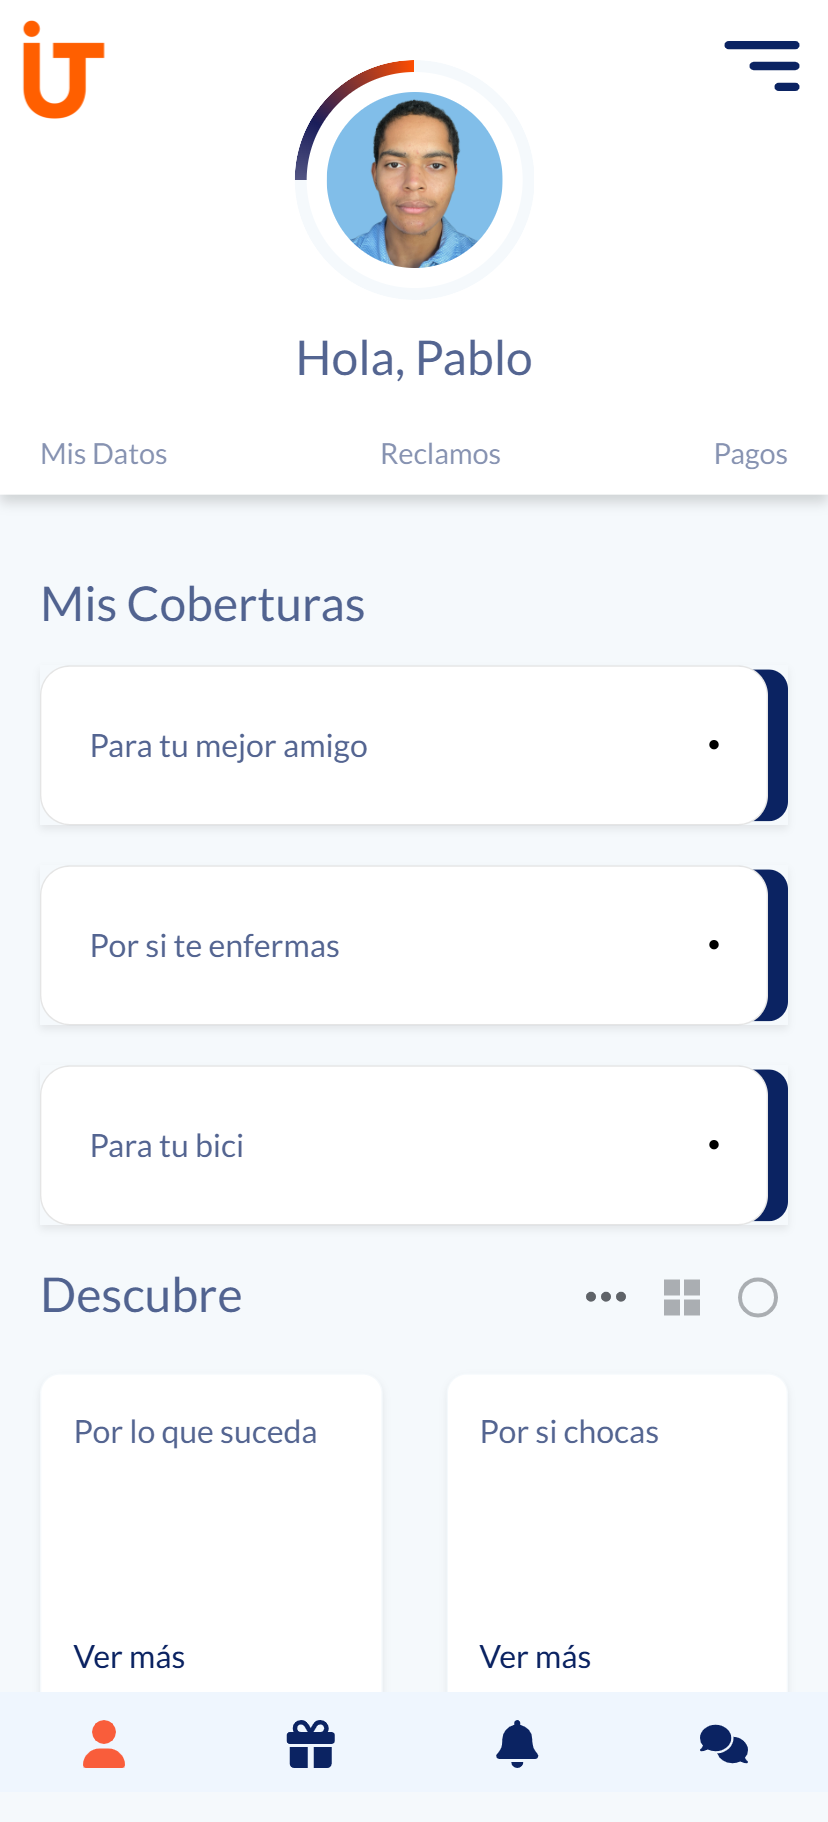 iJT
Hola, Pablo
Mis Datos Reclamos Pagos
Mis Coberturas
Para tu mejor amigo
Por si te enfermas
Para tu bici
Descubre
Por lo que suceda Por si chocas
Ver más Ver más